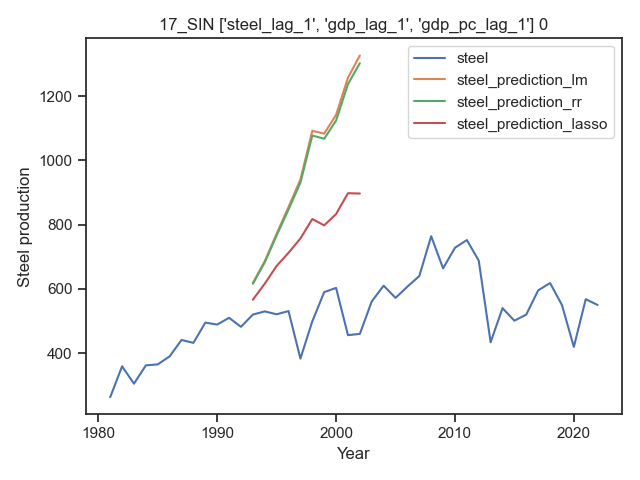 17_SIN ['steel_lag_1', 'gdp_lag_1', 'gdp_pc_lag_1'] 0
steel
steel_prediction_lm
steel_prediction_rr
steel_prediction_lasso
Steel production
1200
1000
800
600
400
1980
1990
2000
2010
2020
Year